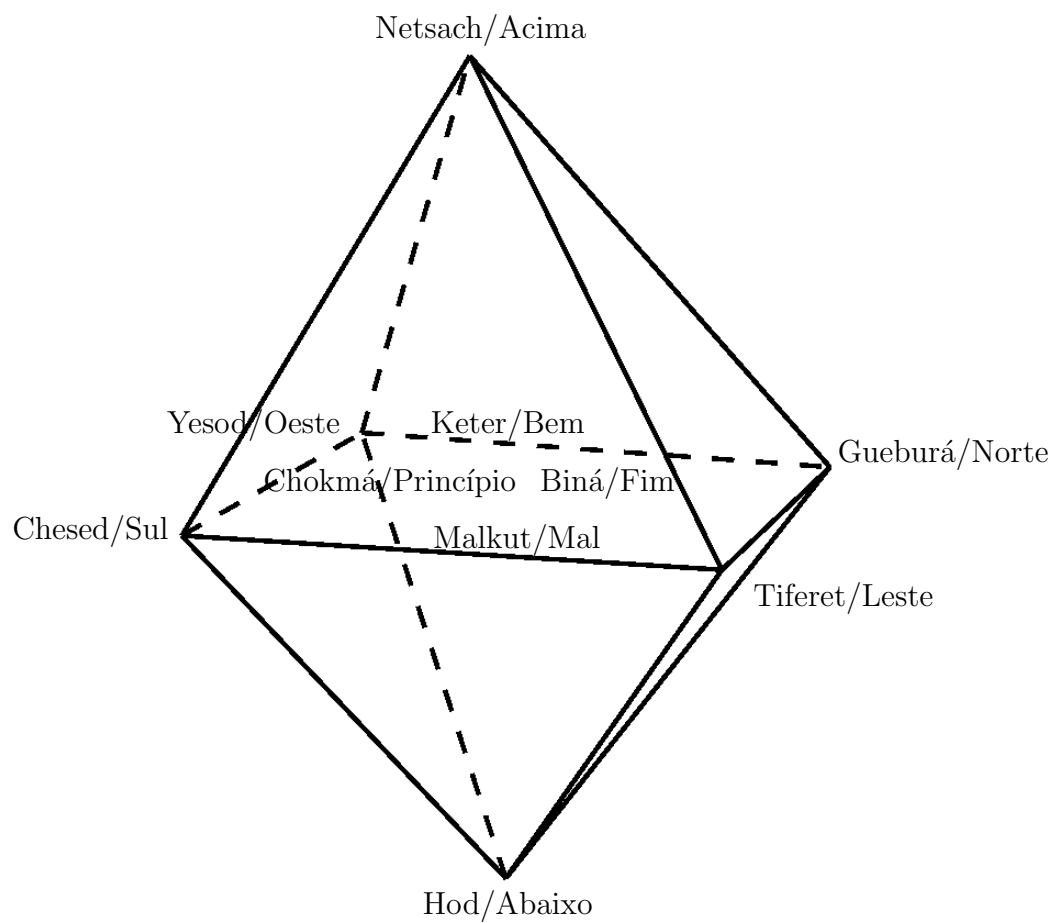 Netsach/Acima
Yesod/Oeste
Keter/Bem
Gueburá/Norte
Chokmá/Princípio
Biná/Fim
Chesed/Sul
Malkut/Mal
Tiferet/Leste
Hod/Abaixo